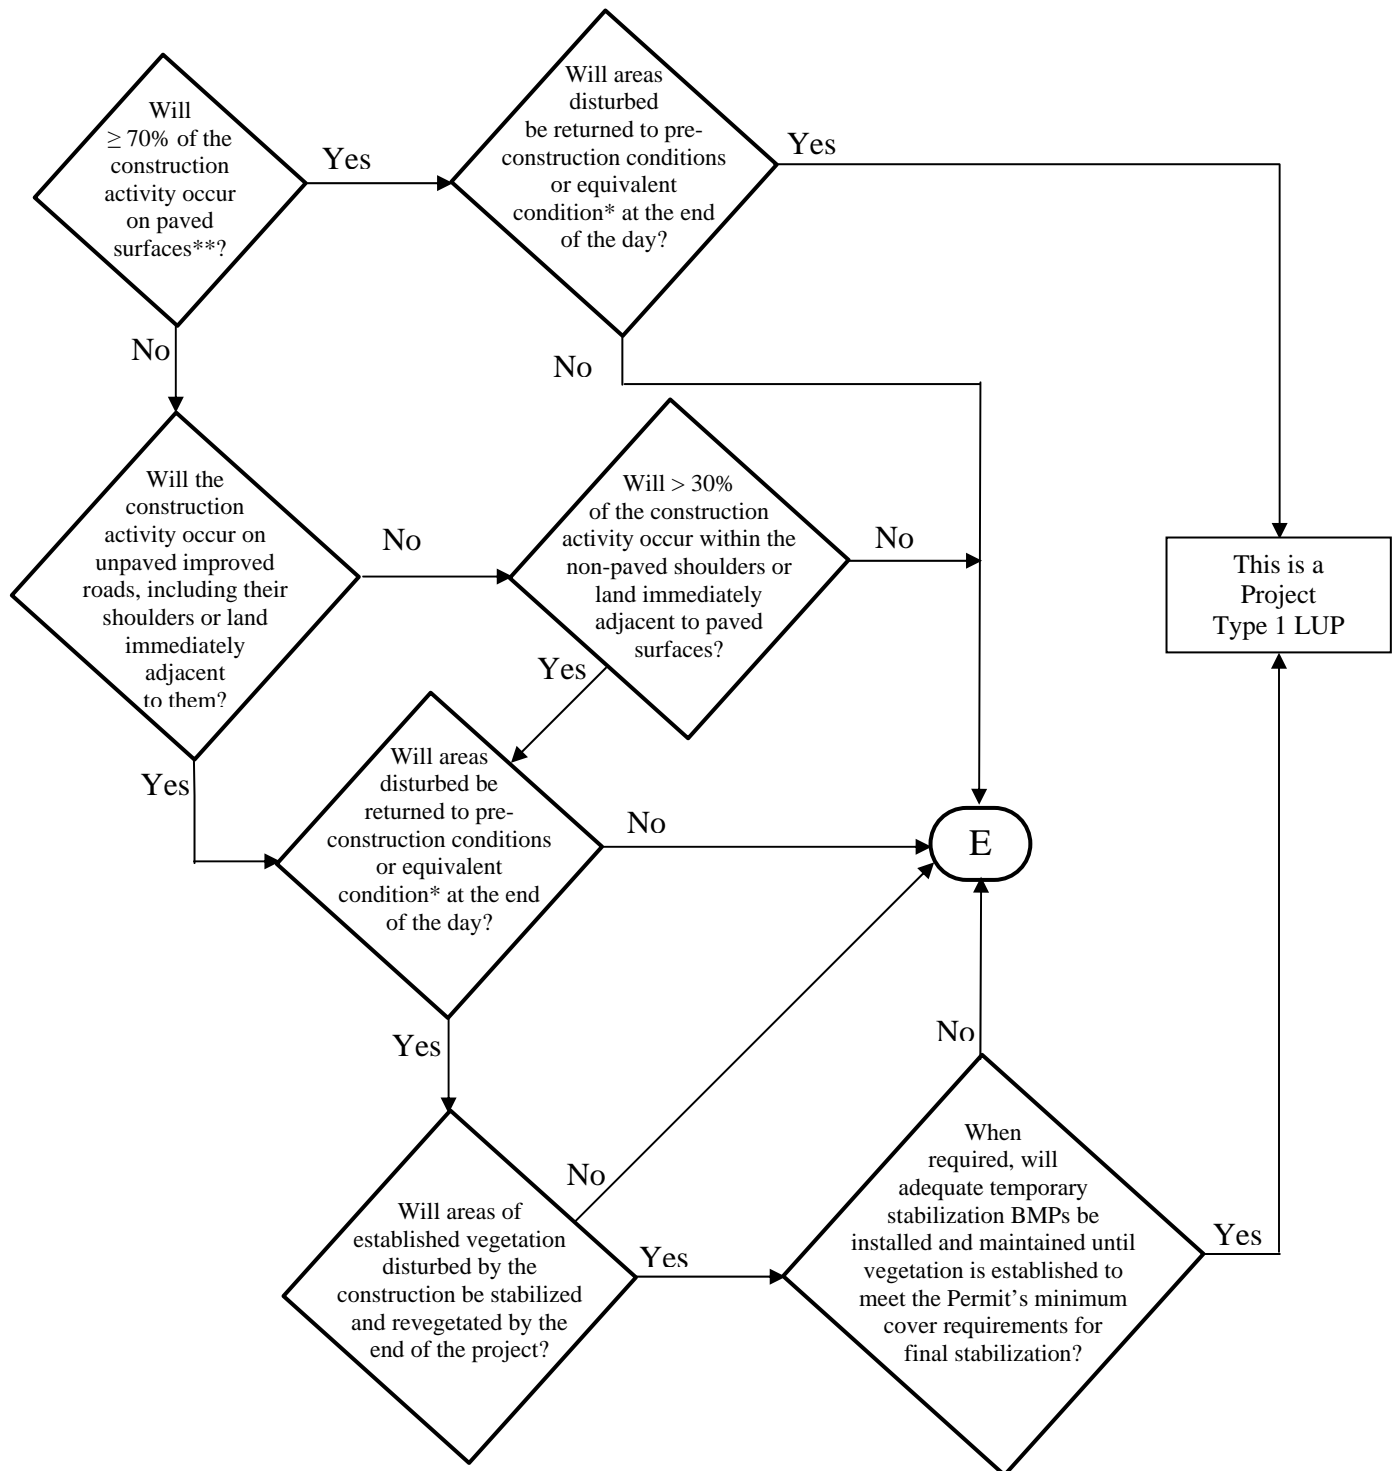 Will
≥ 70% of the
construction
activity occur
on paved
surfaces**?
Yes
Will areas
disturbed
be returned to pre-
construction conditions
or equivalent
condition* at the end
of the day?
Yes
No
No
Will the
construction
activity occur on
unpaved improved
roads, including their
shoulders or land
immediately
adjacent
to them?
No
Will > 30%
of the construction
activity occur within the
non-paved shoulders or
land immediately
adjacent to paved
surfaces?
No
This is a
Project
Type 1 LUP
Yes
Yes
Will areas
disturbed be
returned to pre-
construction conditions
or equivalent
condition* at the end
of the day?
No
E
Yes
No
No
Will areas of
established vegetation
disturbed by the
construction be stabilized
and revegetated by the
end of the project?
Yes
When
required, will
adequate temporary
stabilization BMPs be
installed and maintained until
vegetation is established to
meet the Permit's minimum
cover requirements for
final stabilization?
Yes